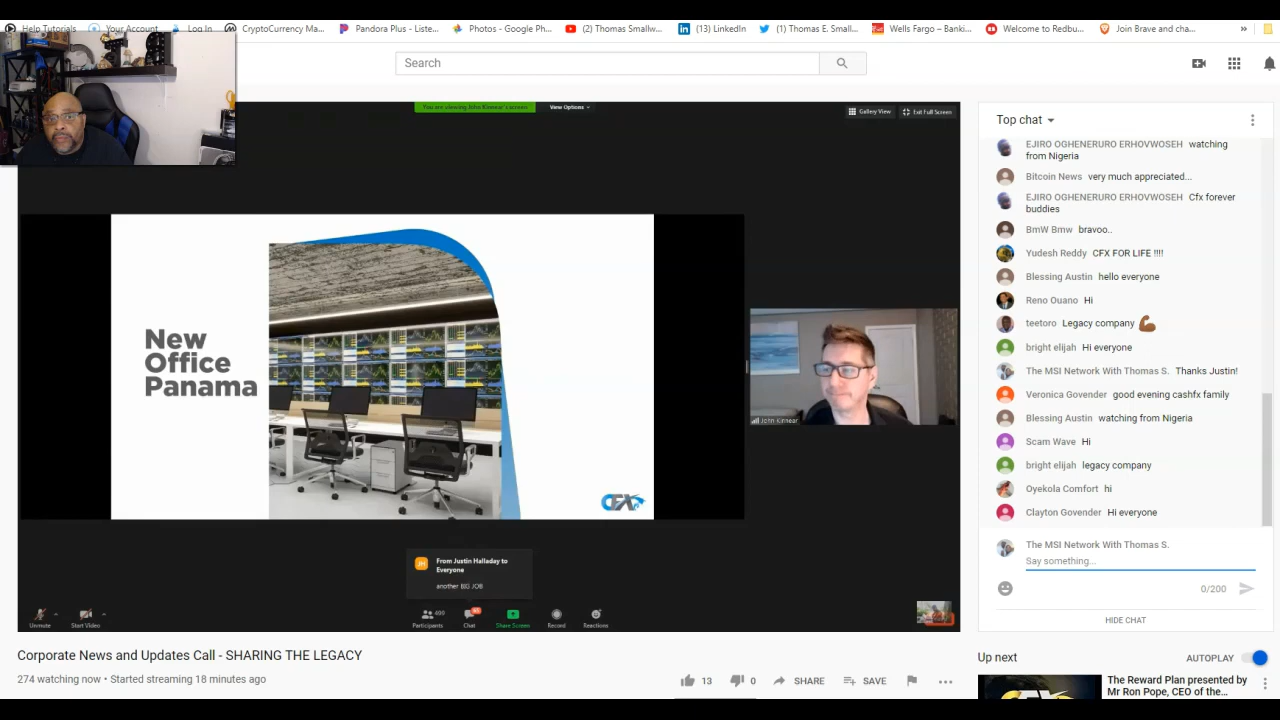 Help Tutorials
Your Account
Log In
CryptoCurrency Ma...
Pandora Plus - Liste...
Photos - Google Ph...
(2) Thomas Smallw...
(13) LinkedIn
(1) Thomas E. Small...
Wells Fargo – Banki...
Welcome to Redbu...
Join Brave and cha...
Search
You are viewing John Kinnear's screen
View Options
Gallery View
Exit Full Screen
New
Office
Panama
CFX
John Kinnear
From Justin Halladay to
Everyone
another BIG JOB
Unmute
Start Video
Participants
400
Chat
Share Screen
Record
Reactions
Top chat
EJIRO OGHENERURO ERHOVWOSEH watching
from Nigeria
Bitcoin News very much appreciated...
EJIRO OGHENERURO ERHOVWOSEH Cfx forever
buddies
BmW Bmw bravoo..
Yudesh Reddy CFX FOR LIFE !!!!
Blessing Austin hello everyone
Reno Ouano Hi
teetoro Legacy company
bright elijah Hi everyone
The MSI Network With Thomas S. Thanks Justin!
Veronica Govender good evening cashfx family
Blessing Austin watching from Nigeria
Scam Wave Hi
bright elijah legacy company
Oyekola Comfort hi
Clayton Govender Hi everyone
The MSI Network With Thomas S.
Say something...
0/200
HIDE CHAT
Corporate News and Updates Call - SHARING THE LEGACY
274 watching now • Started streaming 18 minutes ago
13
0
SHARE
SAVE
Up next
AUTOPLAY
The Reward Plan presented by
Mr Ron Pope, CEO of the...